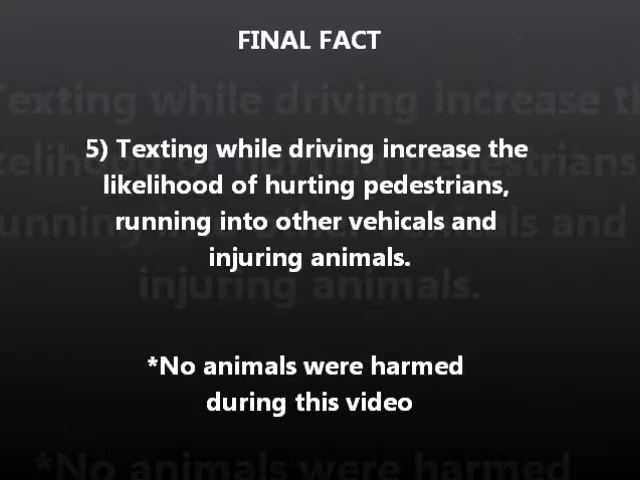 FINAL FACT
5) Texting while driving increase the
likelihood of hurting pedestrians,
running into other vehicals and
injuring animals.
*No animals were harmed
during this video